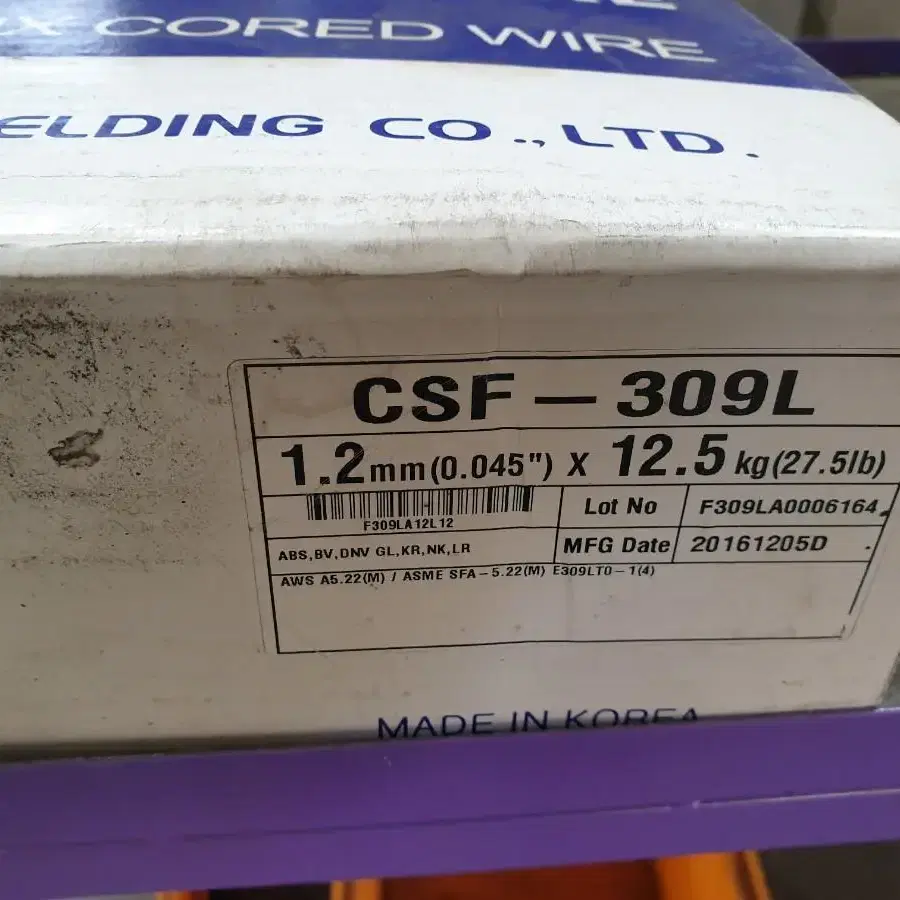 CORED WIRE
CO., LTD.
CSF-309L
1.2mm(0.045") X 12.5kg(27.5lb)
F309LA12L12
Lot No F309LA0006164
ABS,BV,DNV GL,KR,NK,LR
MFG Date 20161205D
AWS A5.22(M) / ASME SFA-5.22(M) E309LT0-1(4)
MADE IN KOREA